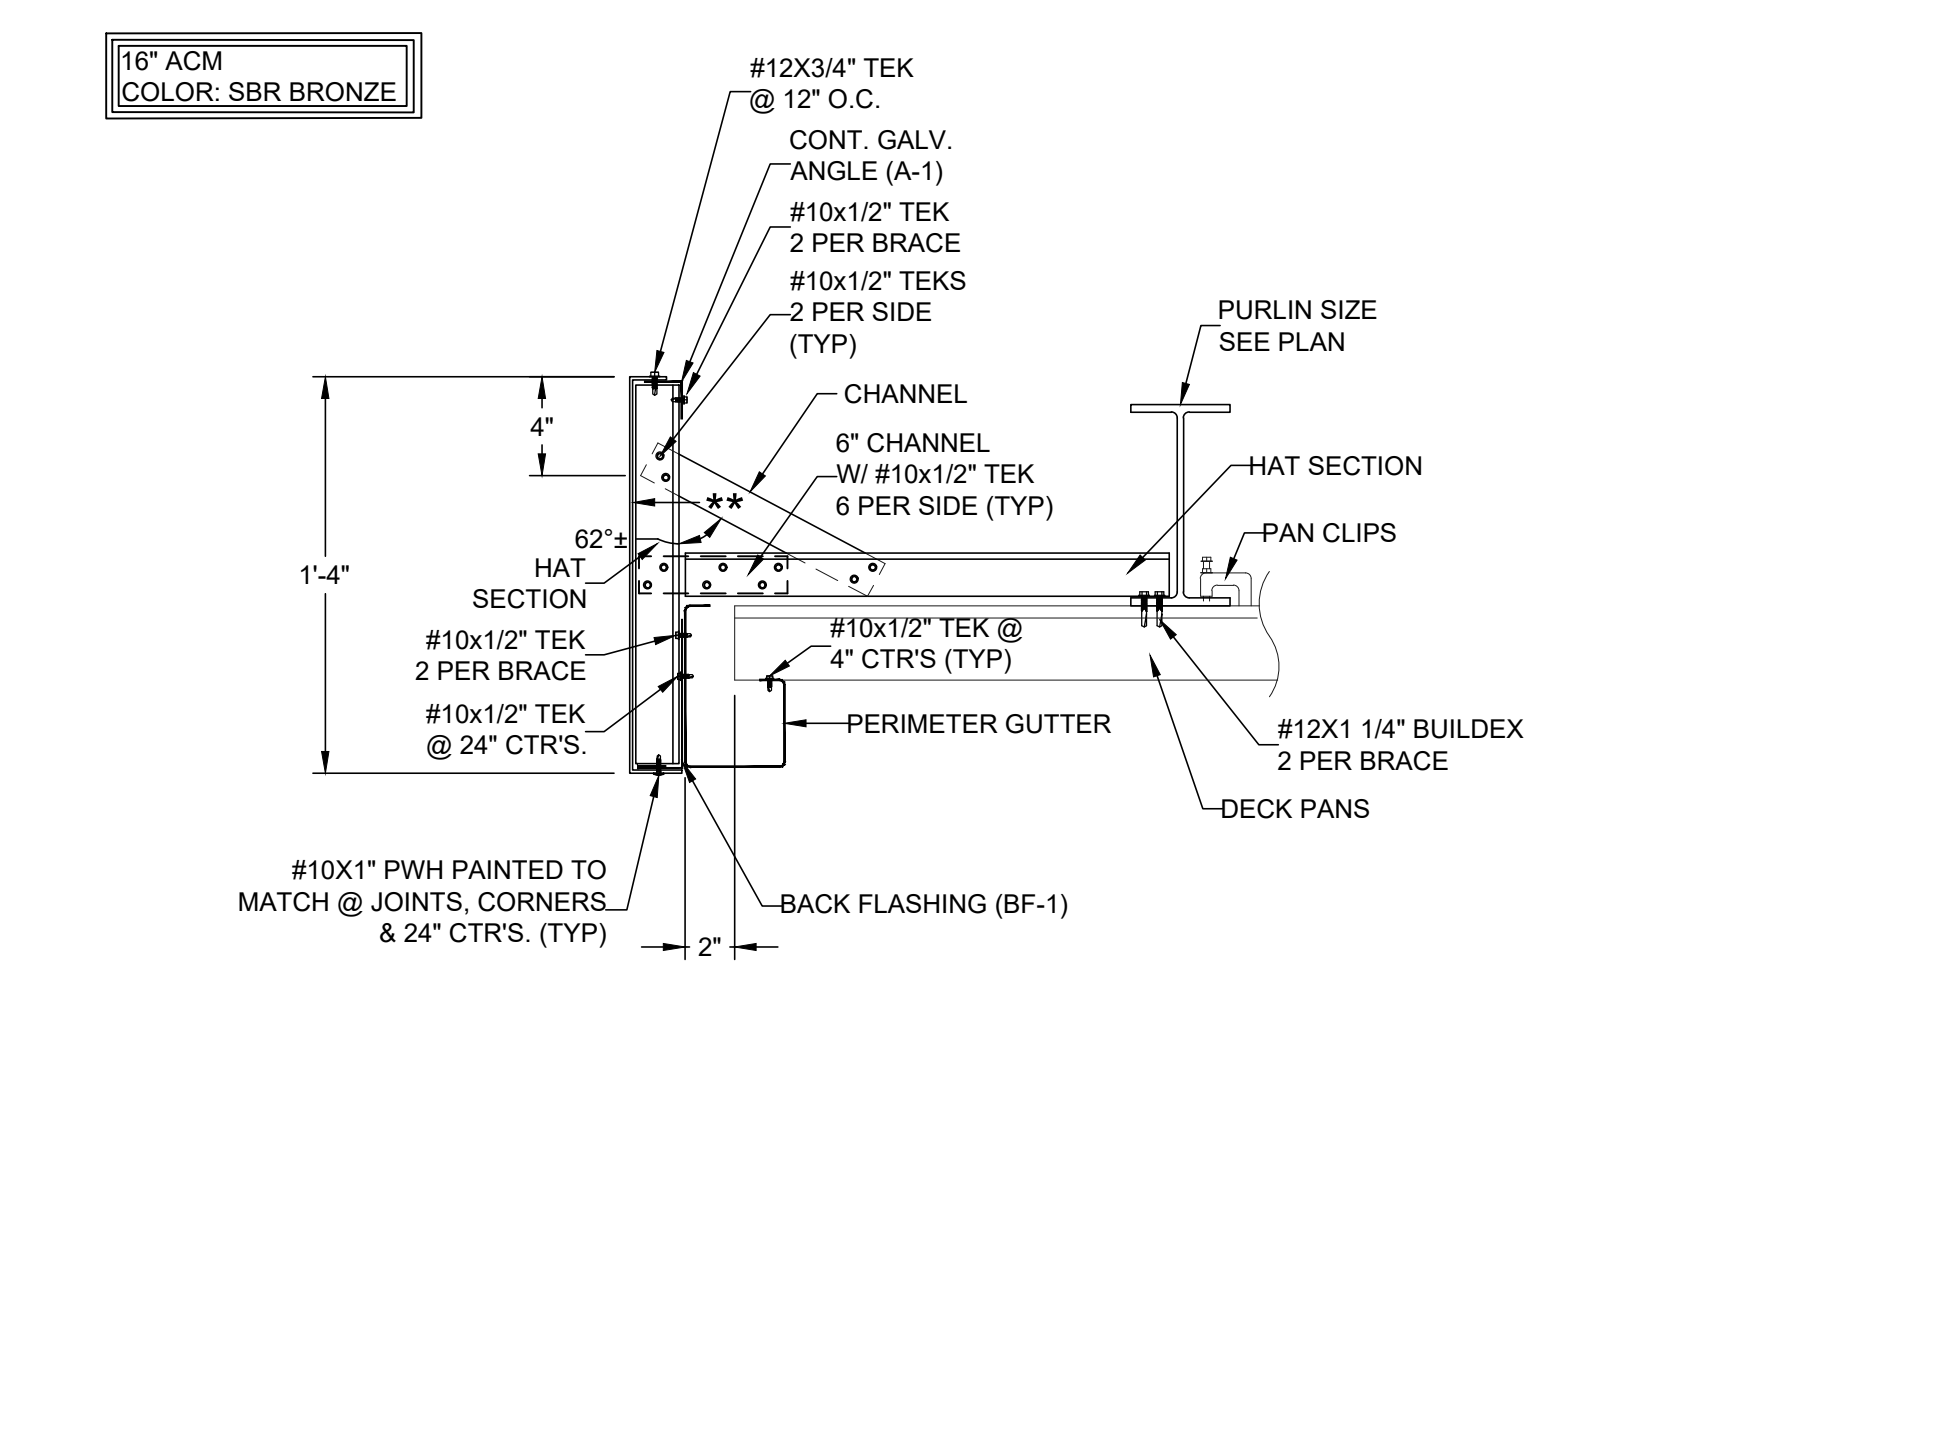 16" ACM
COLOR: SBR BRONZE
#12X3/4" TEK
@ 12" O.C.
CONT. GALV.
ANGLE (A-1)
#10x1/2" TEK
2 PER BRACE
#10x1/2" TEKS
2 PER SIDE
(TYP)
PURLIN SIZE
SEE PLAN
CHANNEL
4"
6" CHANNEL
W/ #10x1/2" TEK
6 PER SIDE (TYP)
HAT SECTION
**
PAN CLIPS
62°±
HAT
SECTION
1'-4"
#10x1/2" TEK
2 PER BRACE
#10x1/2" TEK @
4" CTR'S (TYP)
#10x1/2" TEK
@ 24" CTR'S.
PERIMETER GUTTER
#12X1 1/4" BUILDEX
2 PER BRACE
DECK PANS
#10X1" PWH PAINTED TO
MATCH @ JOINTS, CORNERS
& 24" CTR'S. (TYP)
BACK FLASHING (BF-1)
2"